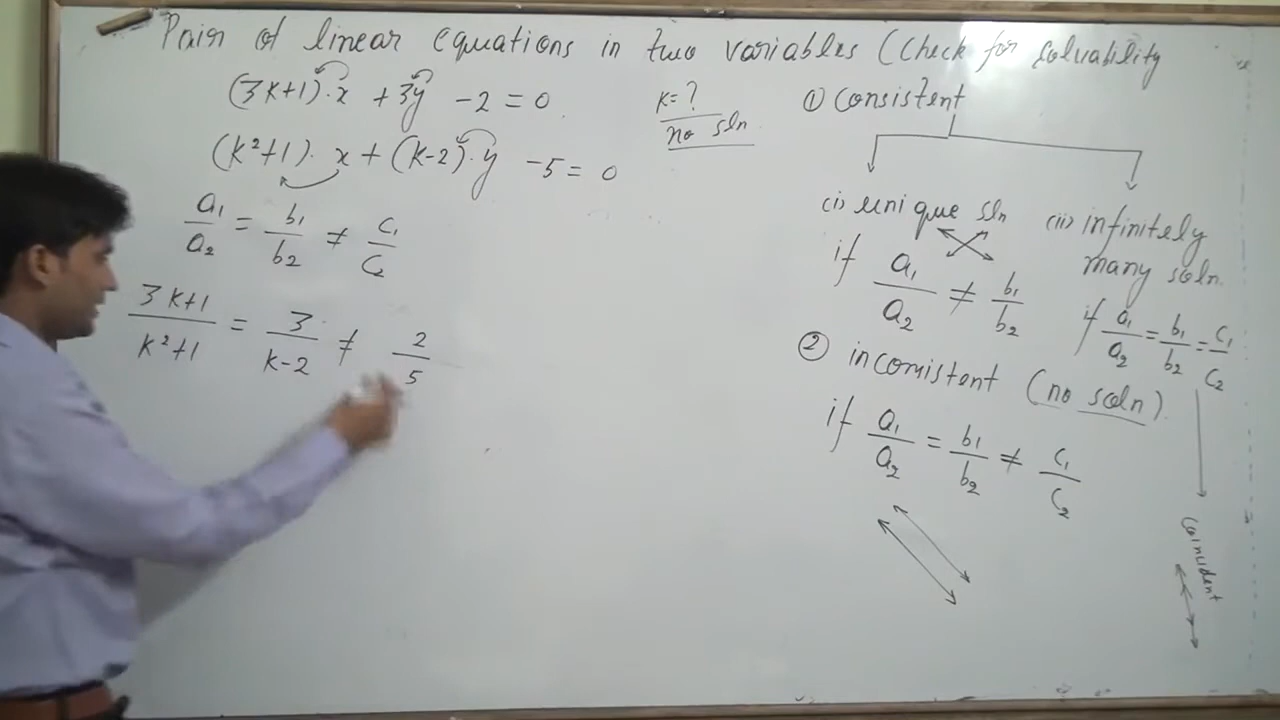 Pair of linear equations in two variables (Check for solvability
(3k+1)·x + 3y - 2 = 0
(k²+1)·x + (k-2)·y - 5 = 0
a₁/a₂ = b₁/b₂ ≠ c₁/c₂
3k+1/k²+1 = 3/k-2 ≠ 2/5
k=?
no sln
① Consistent
(i) unique sln
if a₁/a₂ ≠ b₁/b₂
(ii) infinitely
many soln.
if a₁/a₂ = b₁/b₂ = c₁/c₂
Coincident
② inconsistent (no soln)
if a₁/a₂ = b₁/b₂ ≠ c₁/c₂